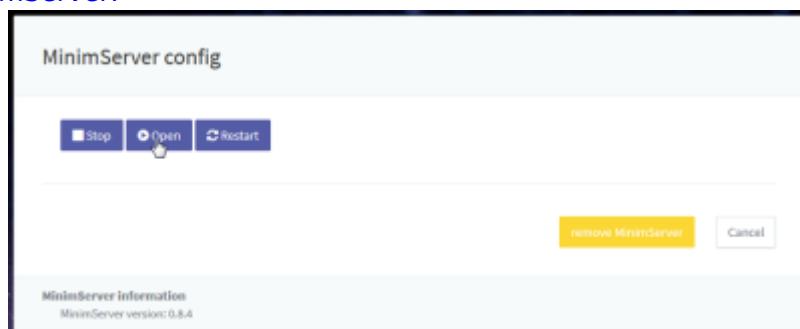 MinimServer config
Stop Open Restart
remove MinimServer Cancel
MinimServer information
MinimServer version: 0.8.4